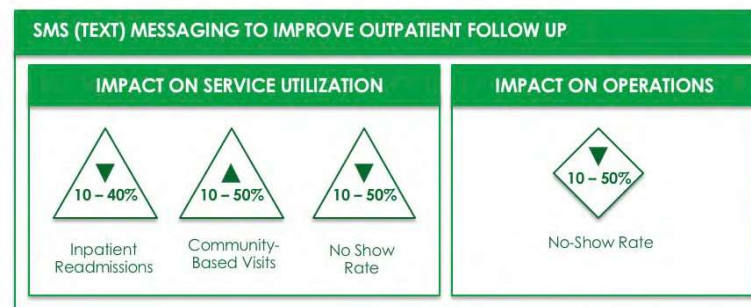 SMS (TEXT) MESSAGING TO IMPROVE OUTPATIENT FOLLOW UP
IMPACT ON SERVICE UTILIZATION
10 – 40%
Inpatient
Readmissions
10 – 50%
Community-
Based Visits
10 – 50%
No Show
Rate
IMPACT ON OPERATIONS
10 – 50%
No-Show Rate